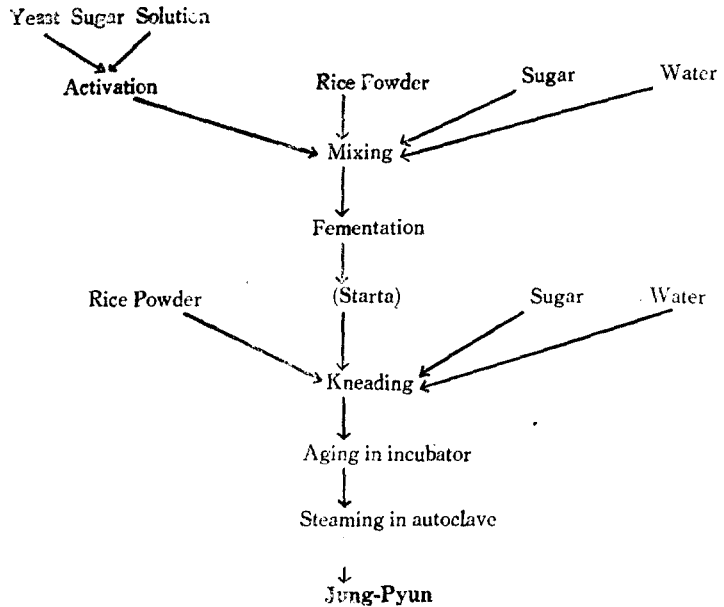 Yeast Sugar Solution
Activation
Rice Powder
Sugar
Water
Mixing
Fementation
Rice Powder
(Starta)
Sugar
Water
Kneading
Aging in incubator
Steaming in autoclave
Jung-Pyun